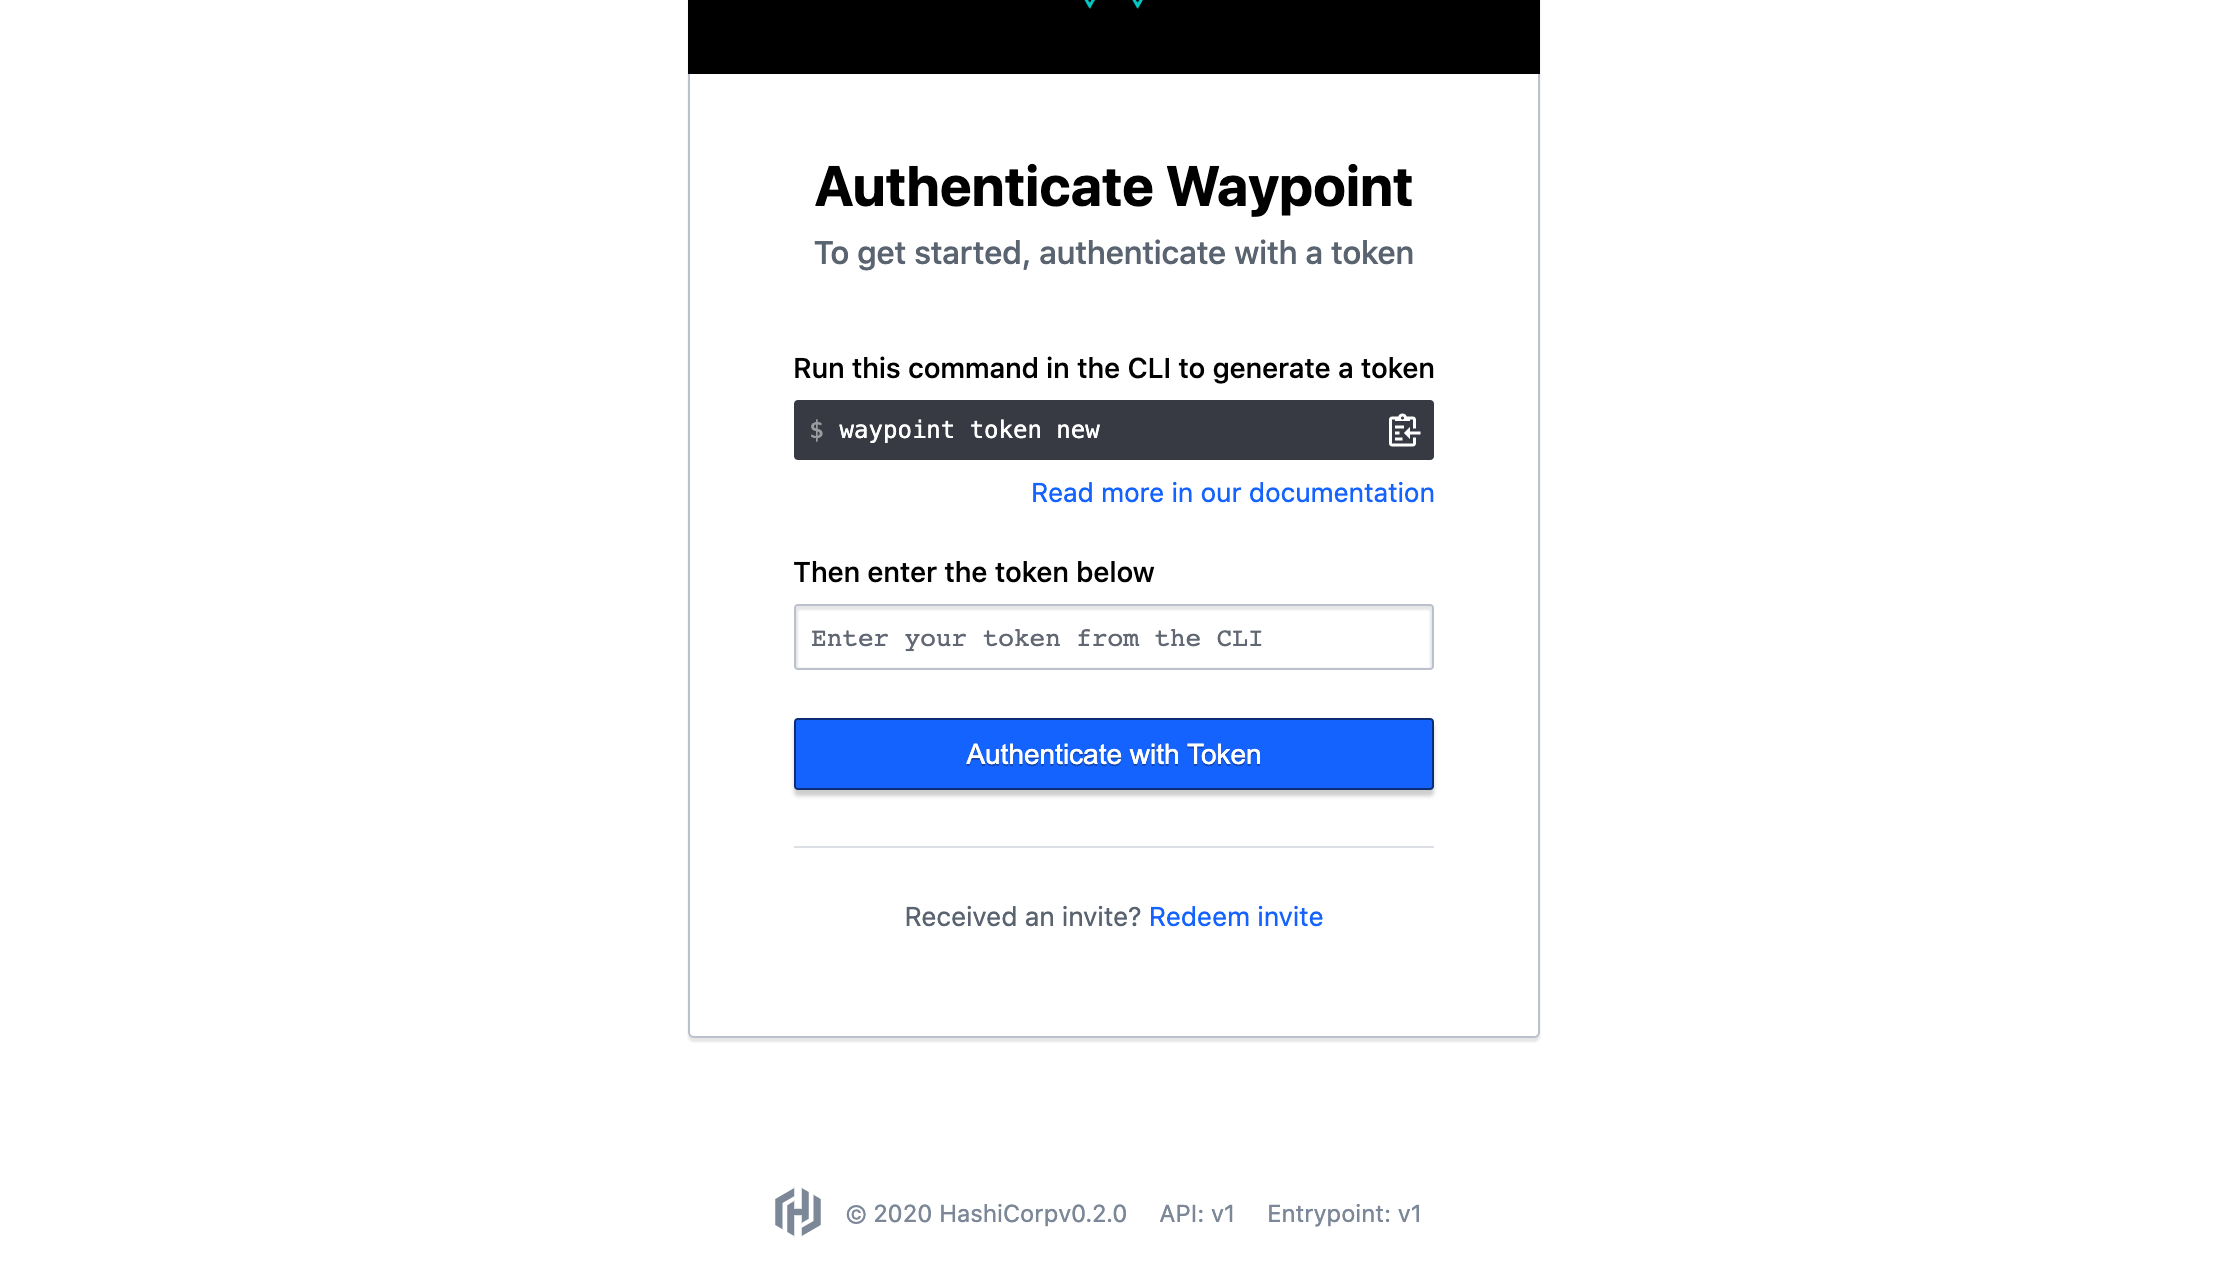 Authenticate Waypoint
To get started, authenticate with a token
Run this command in the CLI to generate a token
$ waypoint token new
Read more in our documentation
Then enter the token below
Enter your token from the CLI
Authenticate with Token
Received an invite? Redeem invite
© 2020 HashiCorpv0.2.0 API: v1 Entrypoint: v1